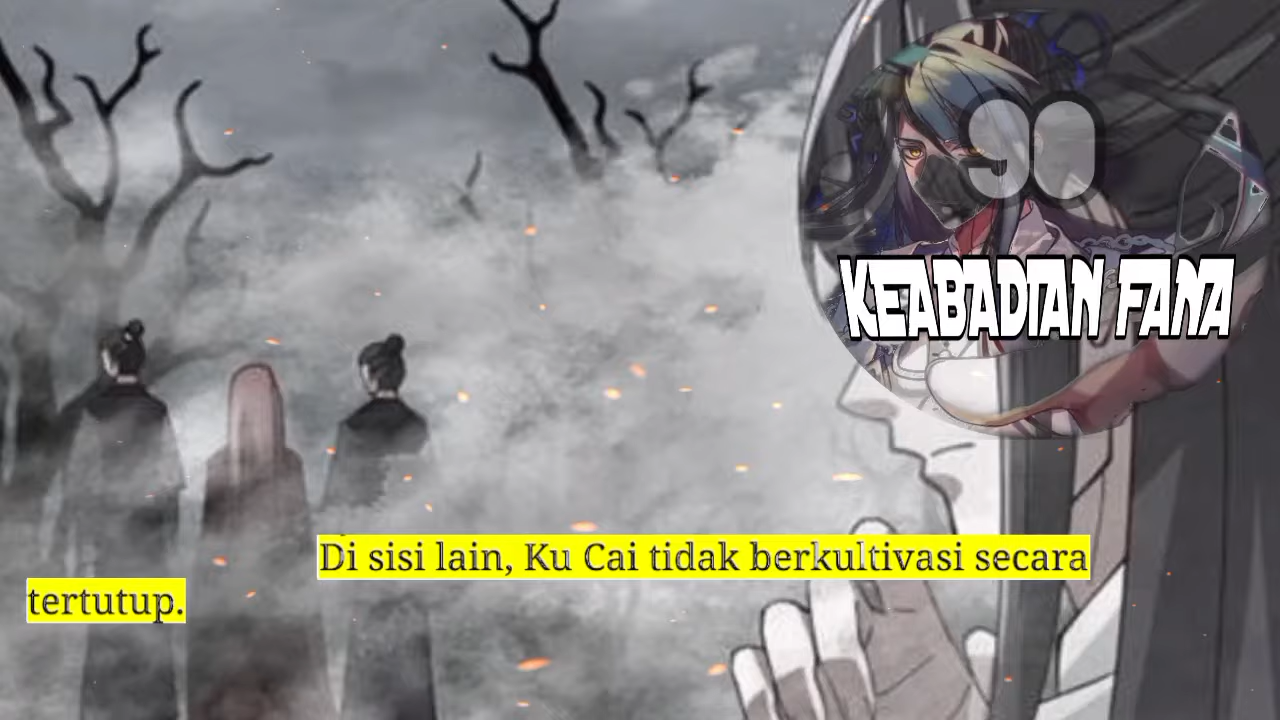 90
KEABADIAN FANA
Di sisi lain, Ku Cai tidak berkultivasi secara
tertutup.